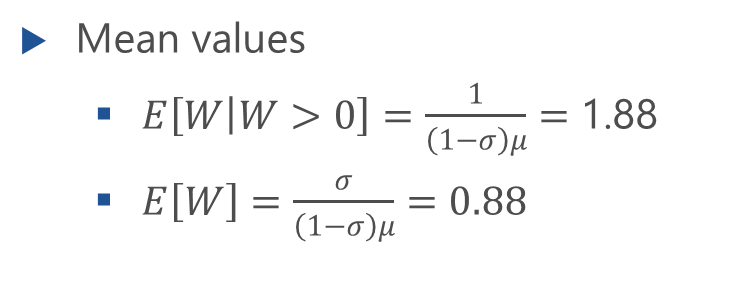 Mean values
E[W|W > 0] = 1/((1−σ)μ) = 1.88
E[W] = σ/((1−σ)μ) = 0.88